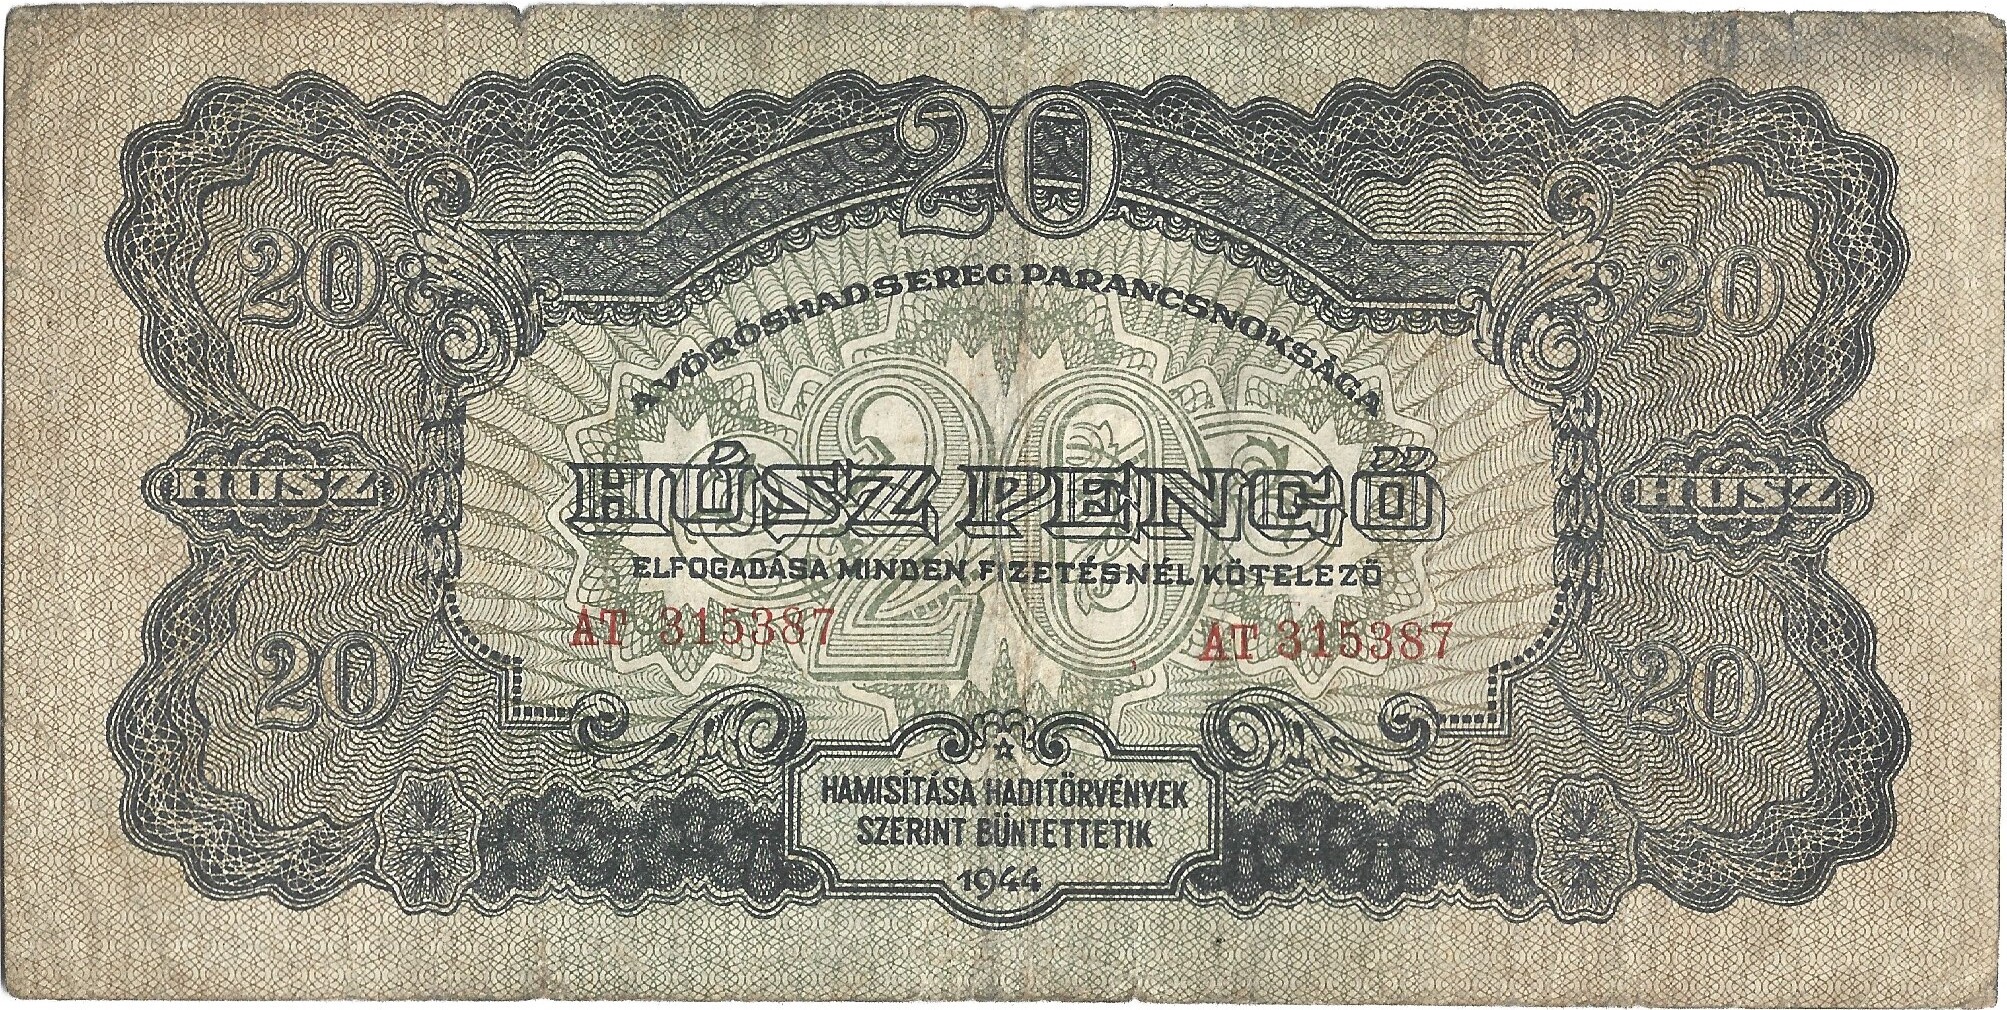 20
20
20
A VÖRÖSHADSEREG PARANCSNOKSÁGA
20
HÚSZ
HÚSZ PENGŐ
HÚSZ
ELFOGADÁSA MINDEN FIZETÉSNÉL KÖTELEZŐ
AT 315387
AT 315387
20
20
HAMISÍTÁSA HADITÖRVÉNYEK
SZERINT BÜNTETTETIK
1944